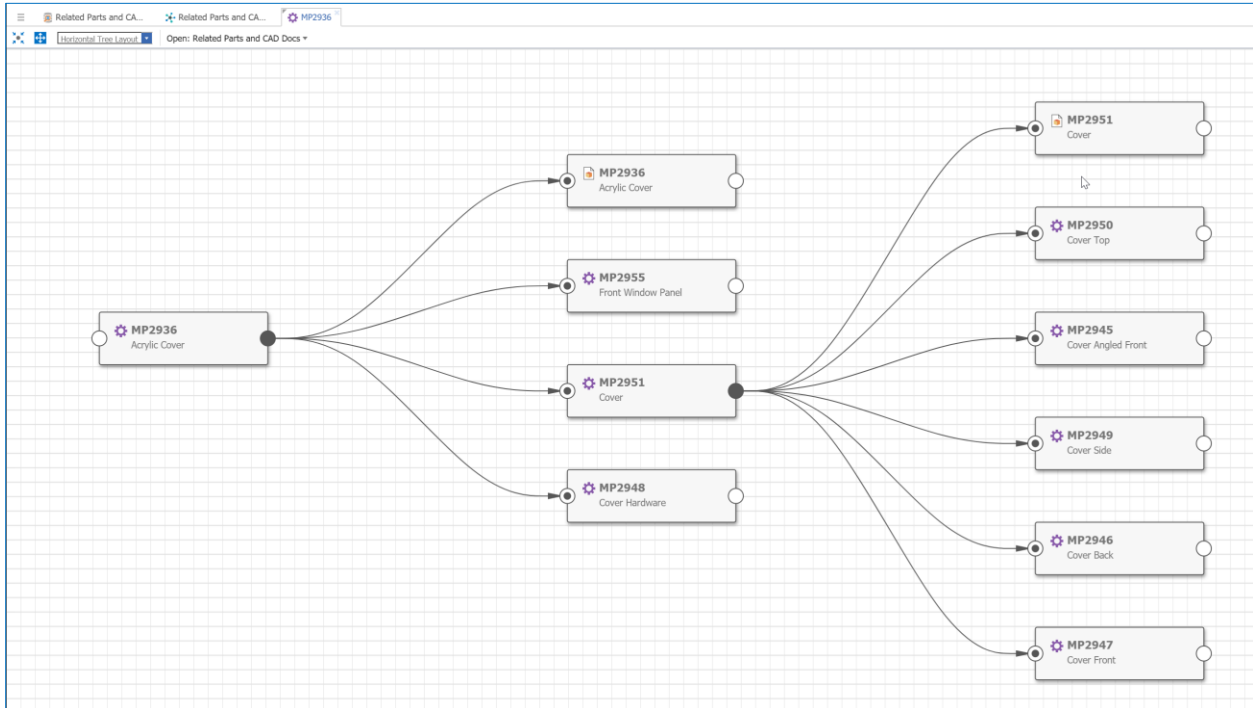 Related Parts and CA...
Related Parts and CA...
MP2936
Horizontal Tree Layout
Open: Related Parts and CAD Docs
MP2936
Acrylic Cover
MP2936
Acrylic Cover
MP2955
Front Window Panel
MP2951
Cover
MP2948
Cover Hardware
MP2951
Cover
MP2950
Cover Top
MP2945
Cover Angled Front
MP2949
Cover Side
MP2946
Cover Back
MP2947
Cover Front